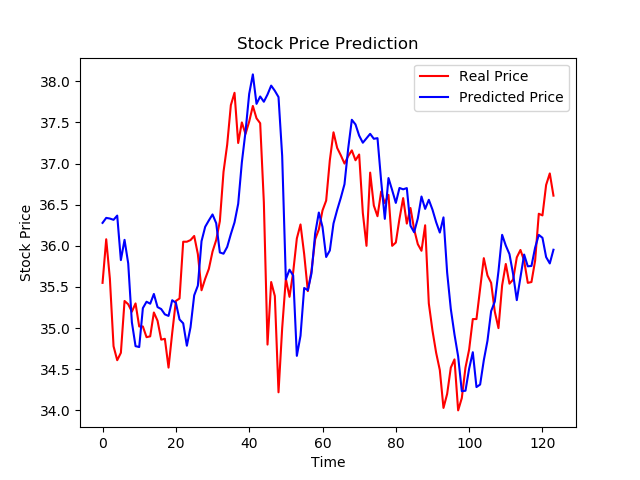 Stock Price Prediction
Real Price
Predicted Price
Stock Price
38.0
37.5
37.0
36.5
36.0
35.5
35.0
34.5
34.0
0 20 40 60 80 100 120
Time